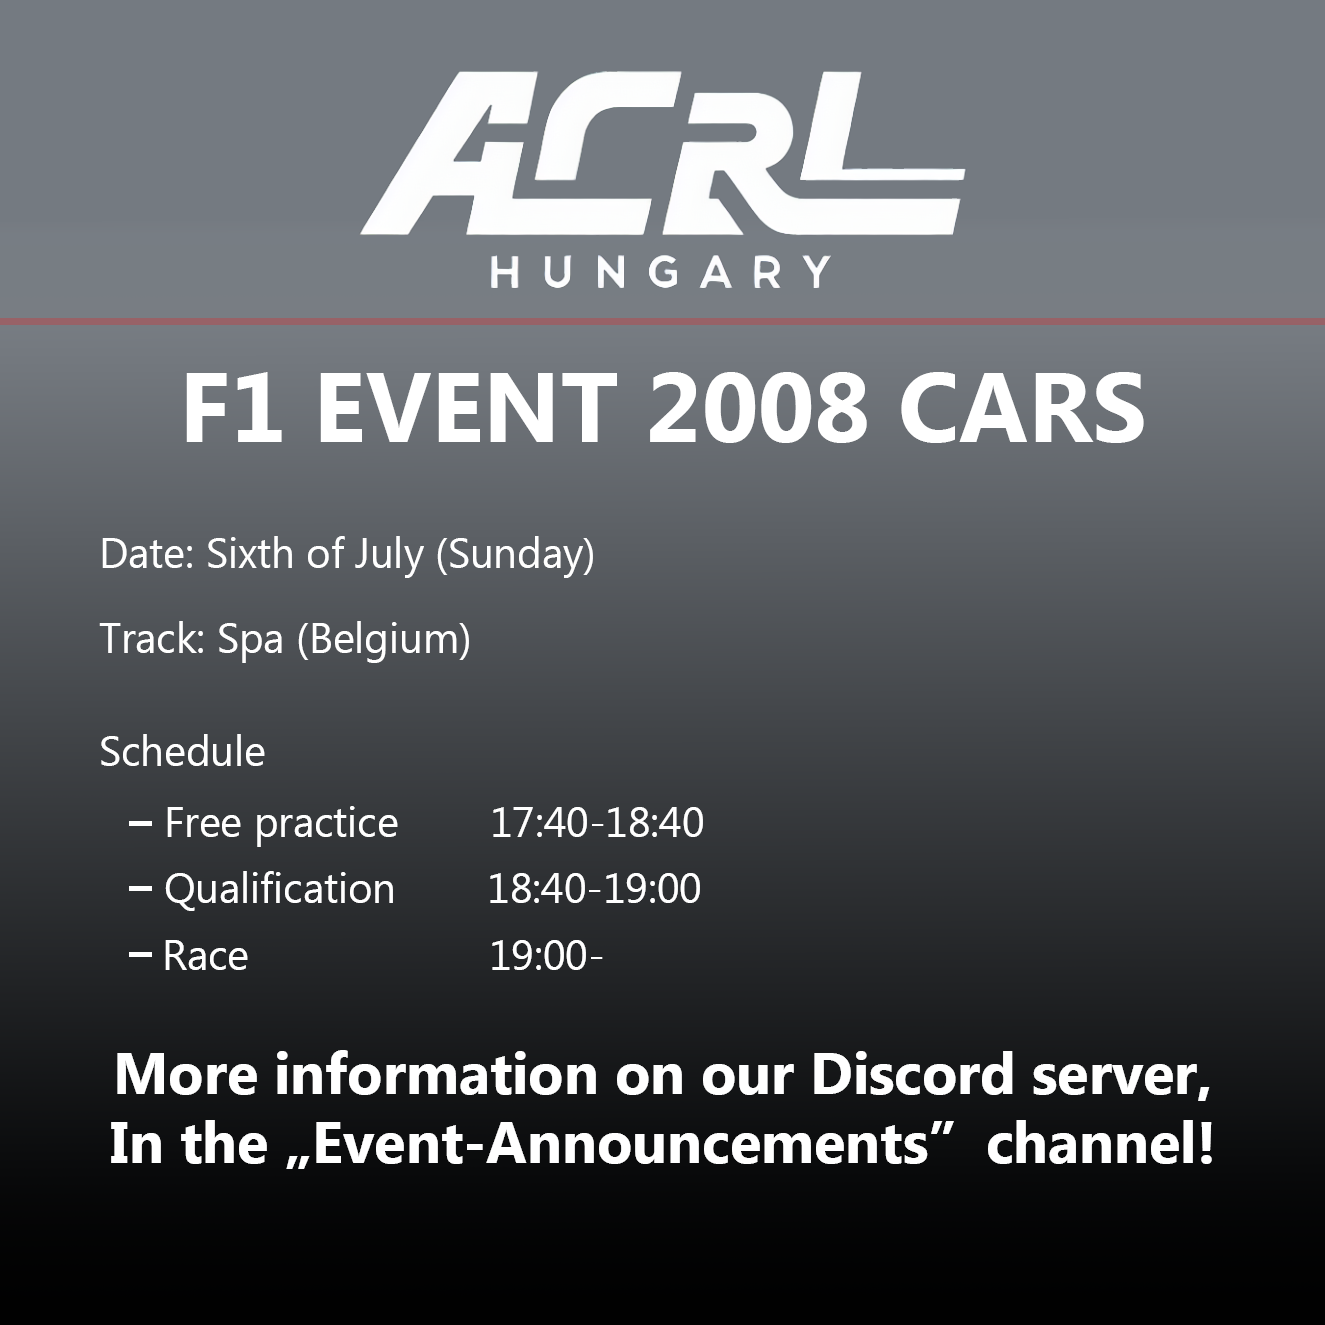 ACRL
HUNGARY
F1 EVENT 2008 CARS
Date: Sixth of July (Sunday)
Track: Spa (Belgium)
Schedule
– Free practice 17:40-18:40
– Qualification 18:40-19:00
– Race 19:00-
More information on our Discord server,
In the „Event-Announcements” channel!